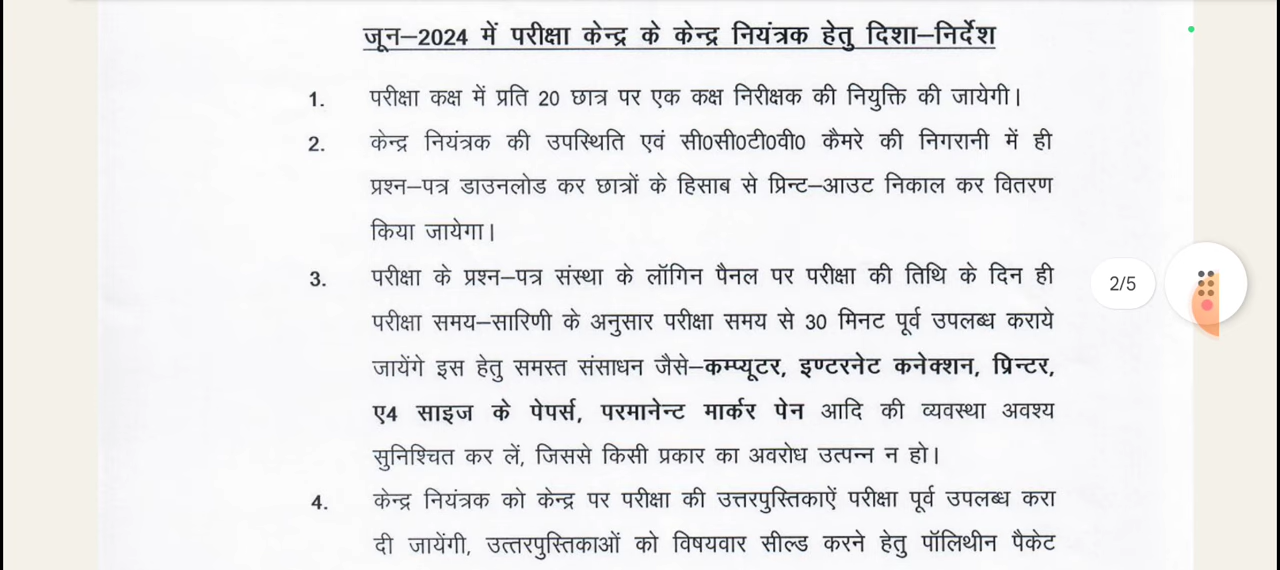 जून–2024 में परीक्षा केन्द्र के केन्द्र नियंत्रक हेतु दिशा–निर्देश
1. परीक्षा कक्ष में प्रति 20 छात्र पर एक कक्ष निरीक्षक की नियुक्ति की जायेगी।
2. केन्द्र नियंत्रक की उपस्थिति एवं सी0सी0टी0वी0 कैमरे की निगरानी में ही
प्रश्न–पत्र डाउनलोड कर छात्रों के हिसाब से प्रिन्ट–आउट निकाल कर वितरण
किया जायेगा।
3. परीक्षा के प्रश्न–पत्र संस्था के लॉगिन पैनल पर परीक्षा की तिथि के दिन ही
परीक्षा समय–सारिणी के अनुसार परीक्षा समय से 30 मिनट पूर्व उपलब्ध कराये
जायेंगे इस हेतु समस्त संसाधन जैसे–कम्प्यूटर, इण्टरनेट कनेक्शन, प्रिन्टर,
ए4 साइज के पेपर्स, परमानेन्ट मार्कर पेन आदि की व्यवस्था अवश्य
सुनिश्चित कर लें, जिससे किसी प्रकार का अवरोध उत्पन्न न हो।
4. केन्द्र नियंत्रक को केन्द्र पर परीक्षा की उत्तरपुस्तिकाऐं परीक्षा पूर्व उपलब्ध करा
दी जायेंगी, उत्तरपुस्तिकाओं को विषयवार सील्ड करने हेतु पॉलिथीन पैकेट
2/5